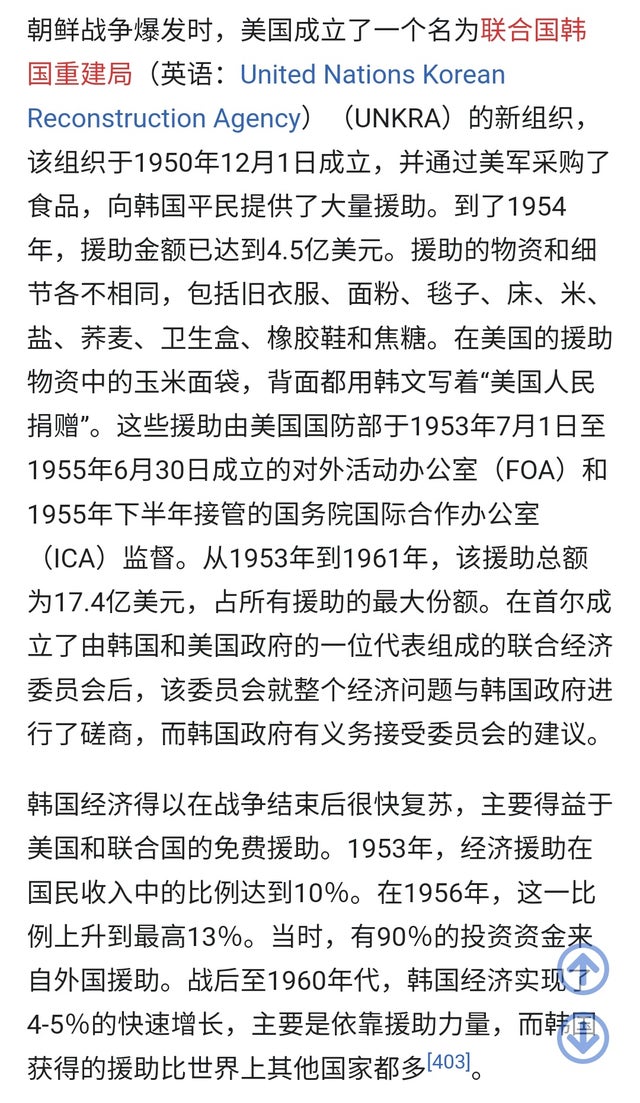 朝鲜战争爆发时，美国成立了一个名为联合国韩
国重建局（英语：United Nations Korean
Reconstruction Agency）（UNKRA）的新组织，
该组织于1950年12月1日成立，并通过美军采购了
食品，向韩国平民提供了大量援助。到了1954
年，援助金额已达到4.5亿美元。援助的物资和细
节各不相同，包括旧衣服、面粉、毯子、床、米、
盐、荞麦、卫生盒、橡胶鞋和焦糖。在美国的援助
物资中的玉米面袋，背面都用韩文写着“美国人民
捐赠”。这些援助由美国国防部于1953年7月1日至
1955年6月30日成立的对外活动办公室（FOA）和
1955年下半年接管的国务院国际合作办公室
（ICA）监督。从1953年到1961年，该援助总额
为17.4亿美元，占所有援助的最大份额。在首尔成
立了由韩国和美国政府的一位代表组成的联合经济
委员会后，该委员会就整个经济问题与韩国政府进
行了磋商，而韩国政府有义务接受委员会的建议。
韩国经济得以在战争结束后很快复苏，主要得益于
美国和联合国的免费援助。1953年，经济援助在
国民收入中的比例达到10%。在1956年，这一比
例上升到最高13%。当时，有90%的投资资金来
自外国援助。战后至1960年代，韩国经济实现了
4-5%的快速增长，主要是依靠援助力量，而韩国
获得的援助比世界上其他国家都多[403]。